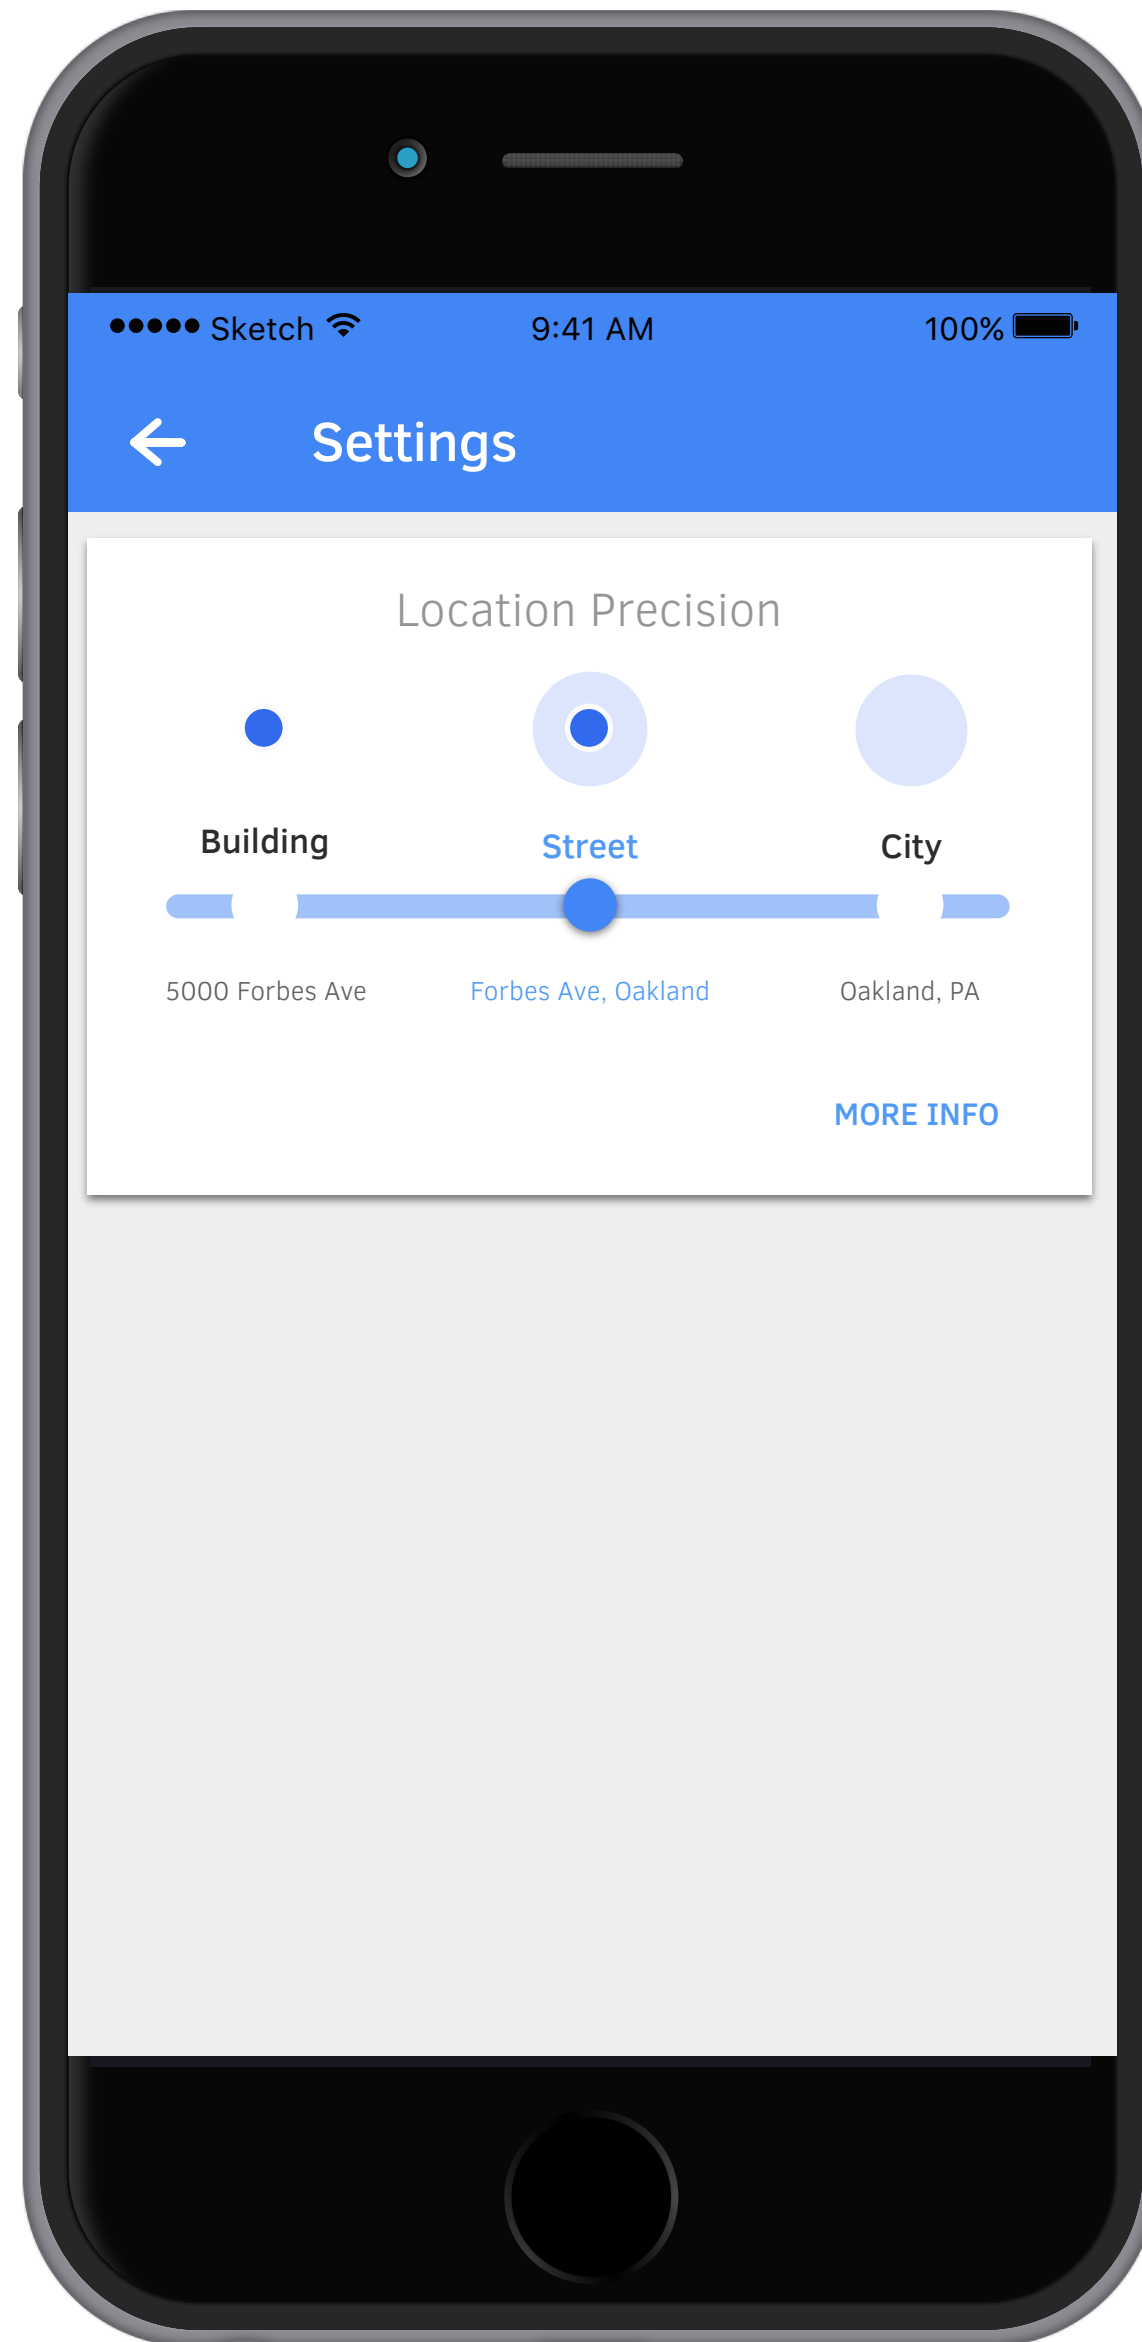 Sketch 9:41 AM 100%
Settings
Location Precision
Building Street City
5000 Forbes Ave Forbes Ave, Oakland Oakland, PA
MORE INFO